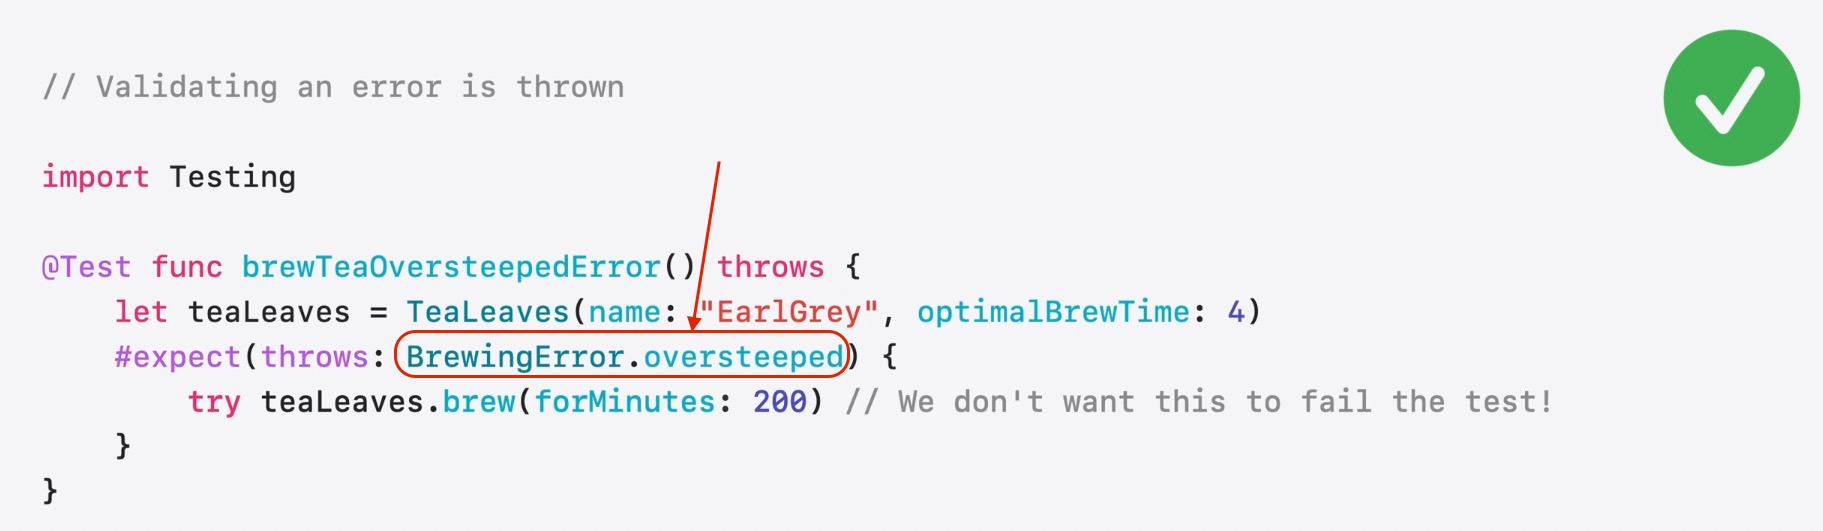 // Validating an error is thrown
import Testing
@Test func brewTeaOversteepedError() throws {
let teaLeaves = TeaLeaves(name: "EarlGrey", optimalBrewTime: 4)
#expect(throws: BrewingError.oversteeped) {
try teaLeaves.brew(forMinutes: 200) // We don't want this to fail the test!
}
}